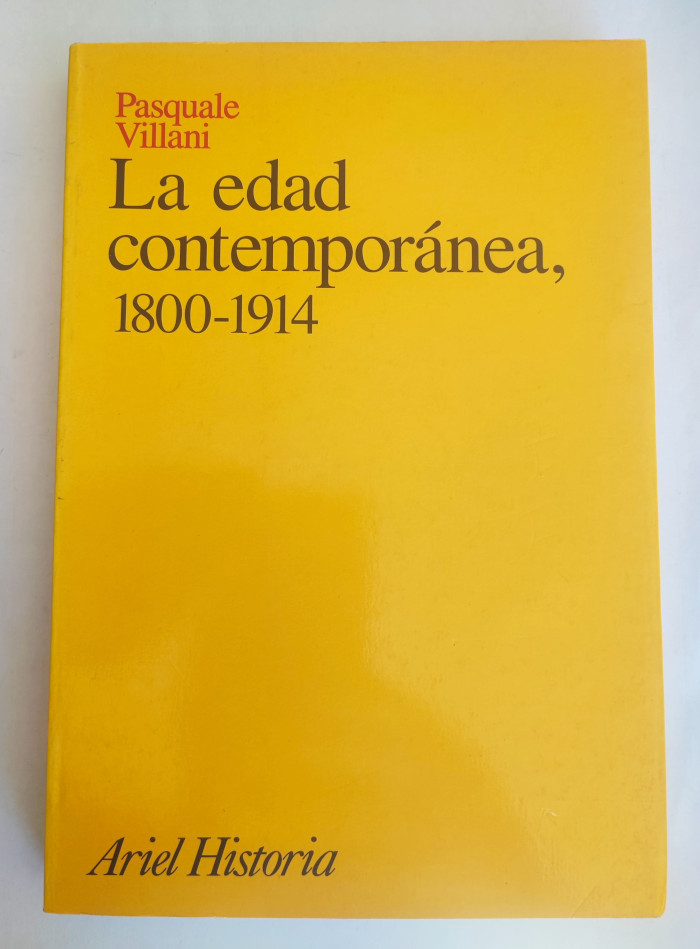 Pasquale
Villani
La edad
contemporánea,
1800-1914
Ariel Historia